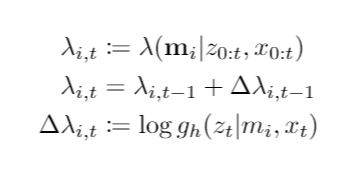 λ_{i,t} := λ(𝐦_i|z_{0:t}, x_{0:t})
λ_{i,t} = λ_{i,t−1} + Δλ_{i,t−1}
Δλ_{i,t} := log g_h(z_t|m_i, x_t)